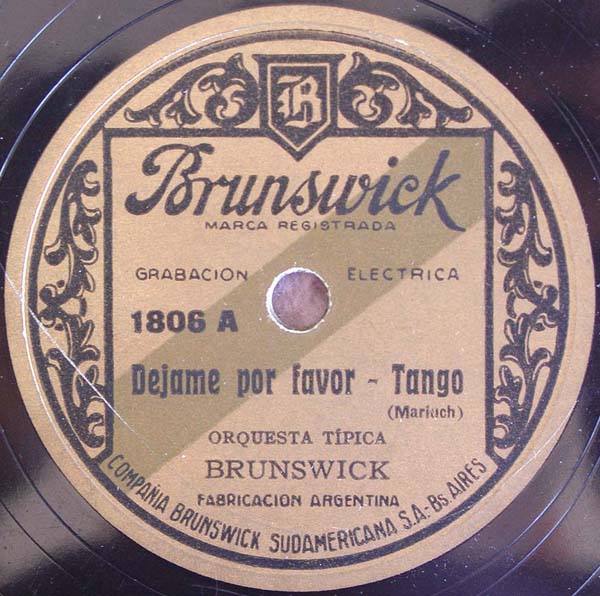 B
Brunswick
MARCA REGISTRADA
GRABACION ELECTRICA
1806 A
Dejame por favor - Tango
(Mariuch)
ORQUESTA TÍPICA
BRUNSWICK
FABRICACION ARGENTINA
COMPAÑIA BRUNSWICK SUDAMERICANA S.A.-Bs. AIRES